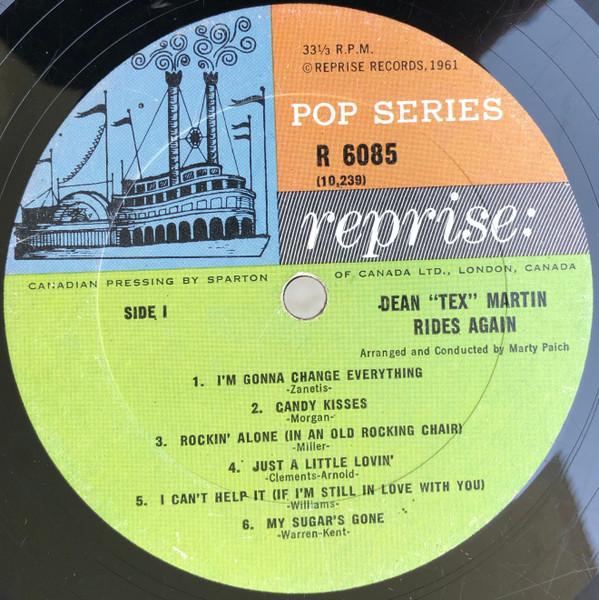 33⅓ R.P.M.
©REPRISE RECORDS, 1961
POP SERIES
R 6085
(10,239)
reprise:
CANADIAN PRESSING BY SPARTON OF CANADA LTD., LONDON, CANADA
SIDE 1
DEAN "TEX" MARTIN
RIDES AGAIN
Arranged and Conducted by Marty Paich
1. I'M GONNA CHANGE EVERYTHING
-Zanetis-
2. CANDY KISSES
-Morgan-
3. ROCKIN' ALONE (IN AN OLD ROCKING CHAIR)
-Miller-
4. JUST A LITTLE LOVIN'
-Clements-Arnold-
5. I CAN'T HELP IT (IF I'M STILL IN LOVE WITH YOU)
-Williams-
6. MY SUGAR'S GONE
-Warren-Kent-